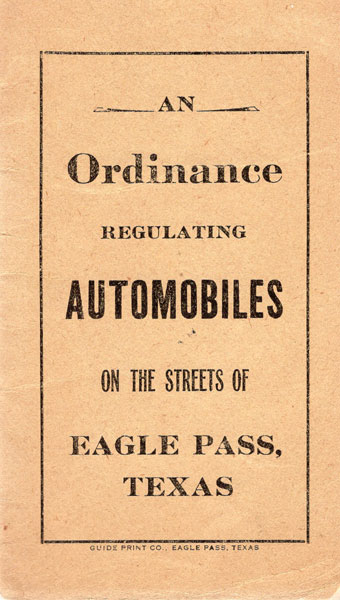 AN
Ordinance
REGULATING
AUTOMOBILES
ON THE STREETS OF
EAGLE PASS,
TEXAS
GUIDE PRINT CO., EAGLE PASS, TEXAS